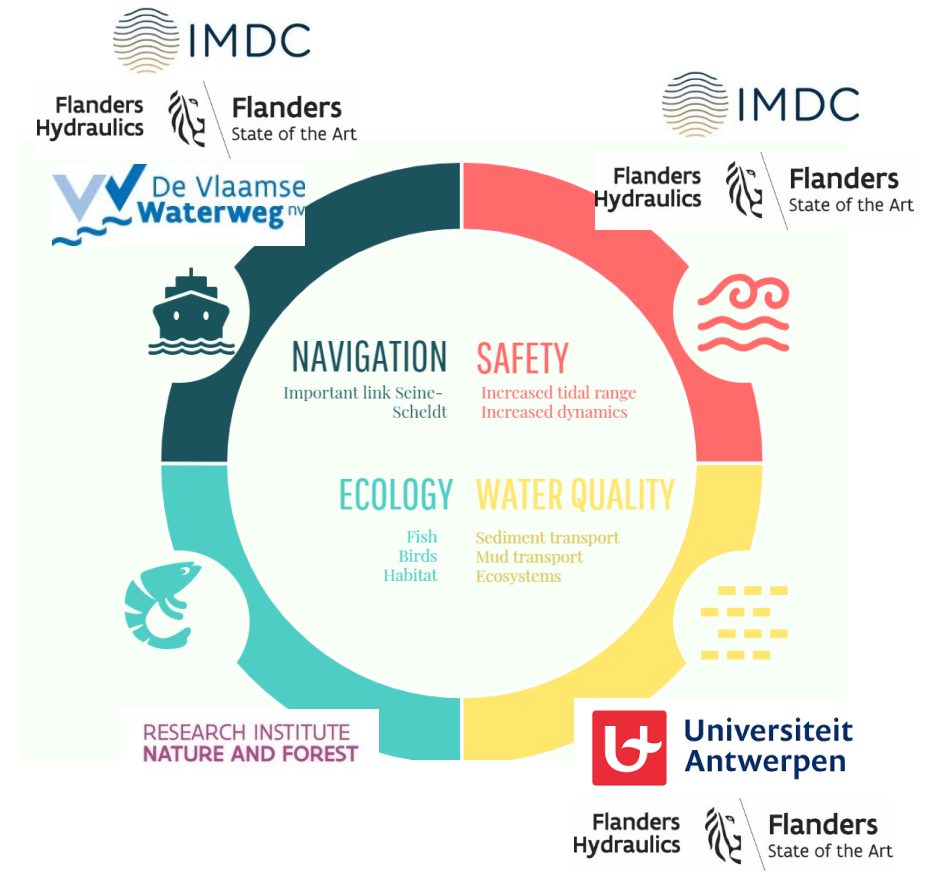 IMDC
Flanders
Hydraulics
Flanders
State of the Art
De Vlaamse
Waterweg nv
IMDC
Flanders
Hydraulics
Flanders
State of the Art
NAVIGATION
Important link Seine-
Scheldt
SAFETY
Increased tidal range
Increased dynamics
ECOLOGY
Fish
Birds
Habitat
WATER QUALITY
Sediment transport
Mud transport
Ecosystems
RESEARCH INSTITUTE
NATURE AND FOREST
Universiteit
Antwerpen
Flanders
Hydraulics
Flanders
State of the Art